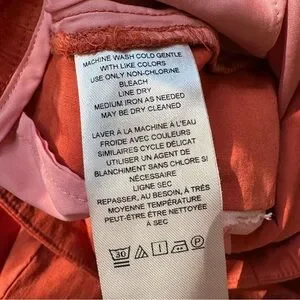 MACHINE WASH COLD GENTLE
WITH LIKE COLORS
USE ONLY NON-CHLORINE
BLEACH
LINE DRY
MEDIUM IRON AS NEEDED
MAY BE DRY CLEANED
LAVER À LA MACHINE À L'EAU
FROIDE AVEC COULEURS
SIMILAIRES CYCLE DÉLICAT
UTILISER UN AGENT DE
BLANCHIMENT SANS CHLORE SI
NÉCESSAIRE
LIGNE SEC
REPASSER, AU BESOIN, À TRÈS
MOYENNE TEMPÉRATURE
PEUT-ÊTRE ÊTRE NETTOYÉE
À SEC
30 P